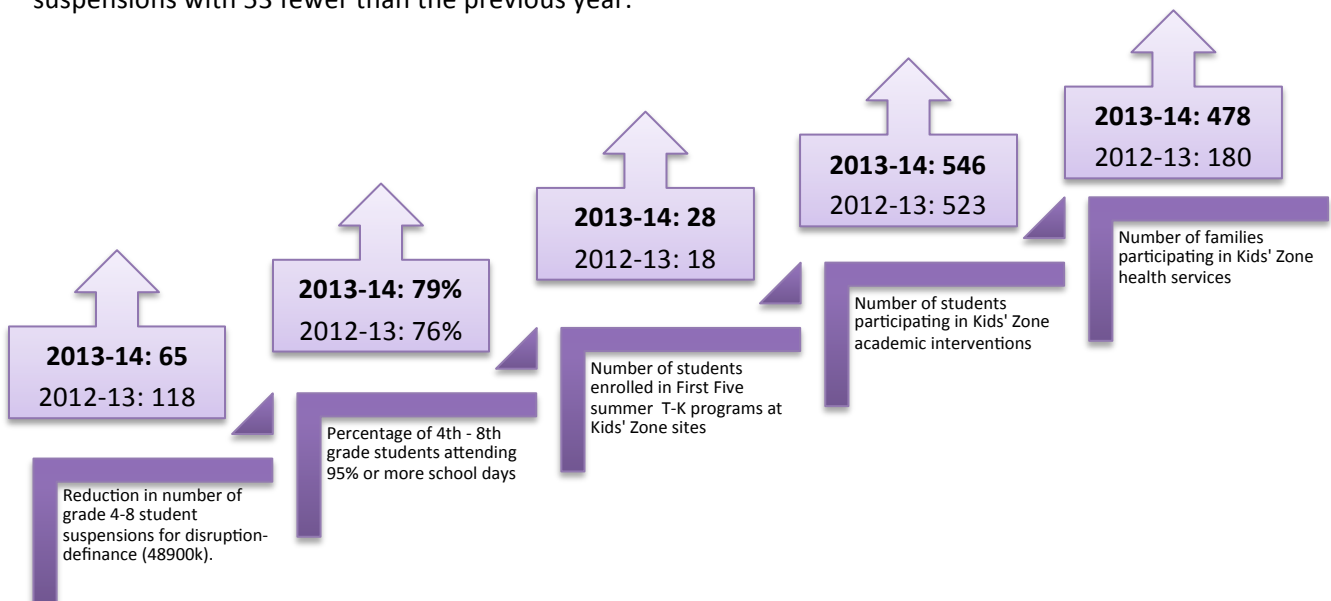 suspensions with 53 fewer than the previous year.
2013-14: 65
2012-13: 118
Reduction in number of
grade 4-8 student
suspensions for disruption-
definance (48900k).
2013-14: 79%
2012-13: 76%
Percentage of 4th - 8th
grade students attending
95% or more school days
2013-14: 28
2012-13: 18
Number of students
enrolled in First Five
summer T-K programs at
Kids' Zone sites
2013-14: 546
2012-13: 523
Number of students
participating in Kids' Zone
academic interventions
2013-14: 478
2012-13: 180
Number of families
participating in Kids' Zone
health services